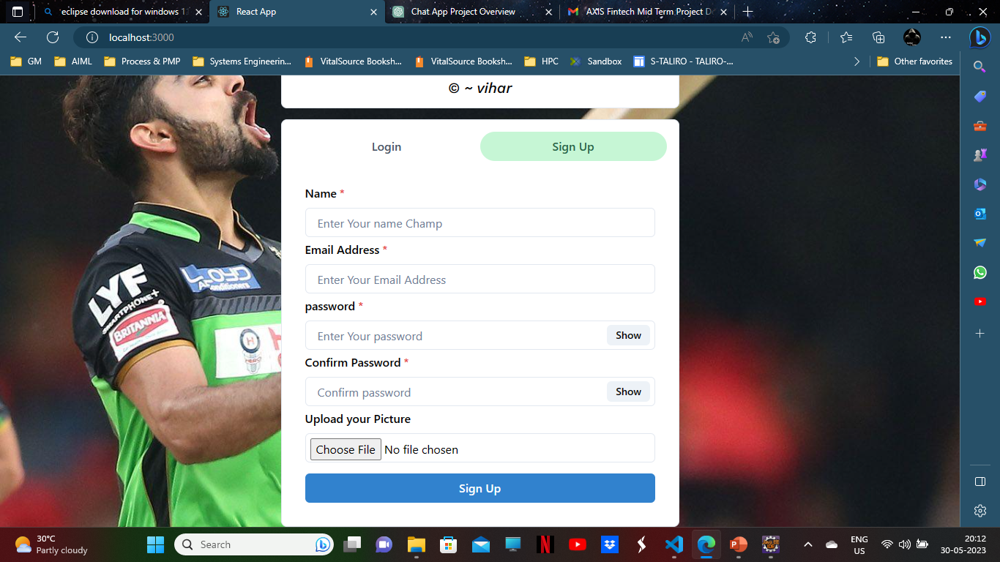 eclipse download for windows 1
React App
Chat App Project Overview
AXIS Fintech Mid Term Project D
localhost:3000
GM
AIML
Process & PMP
Systems Engineerin...
VitalSource Booksh...
VitalSource Booksh...
HPC
Sandbox
S-TALIRO - TALIRO-...
Other favorites
© ~ vihar
Login
Sign Up
Name *
Enter Your name Champ
Email Address *
Enter Your Email Address
password *
Enter Your password
Show
Confirm Password *
Confirm password
Show
Upload your Picture
Choose File No file chosen
Sign Up
LYF
SMARTPHONE+
BRITANNIA
LLOYD
HERO
30°C
Partly cloudy
Search
ENG
US
20:12
30-05-2023